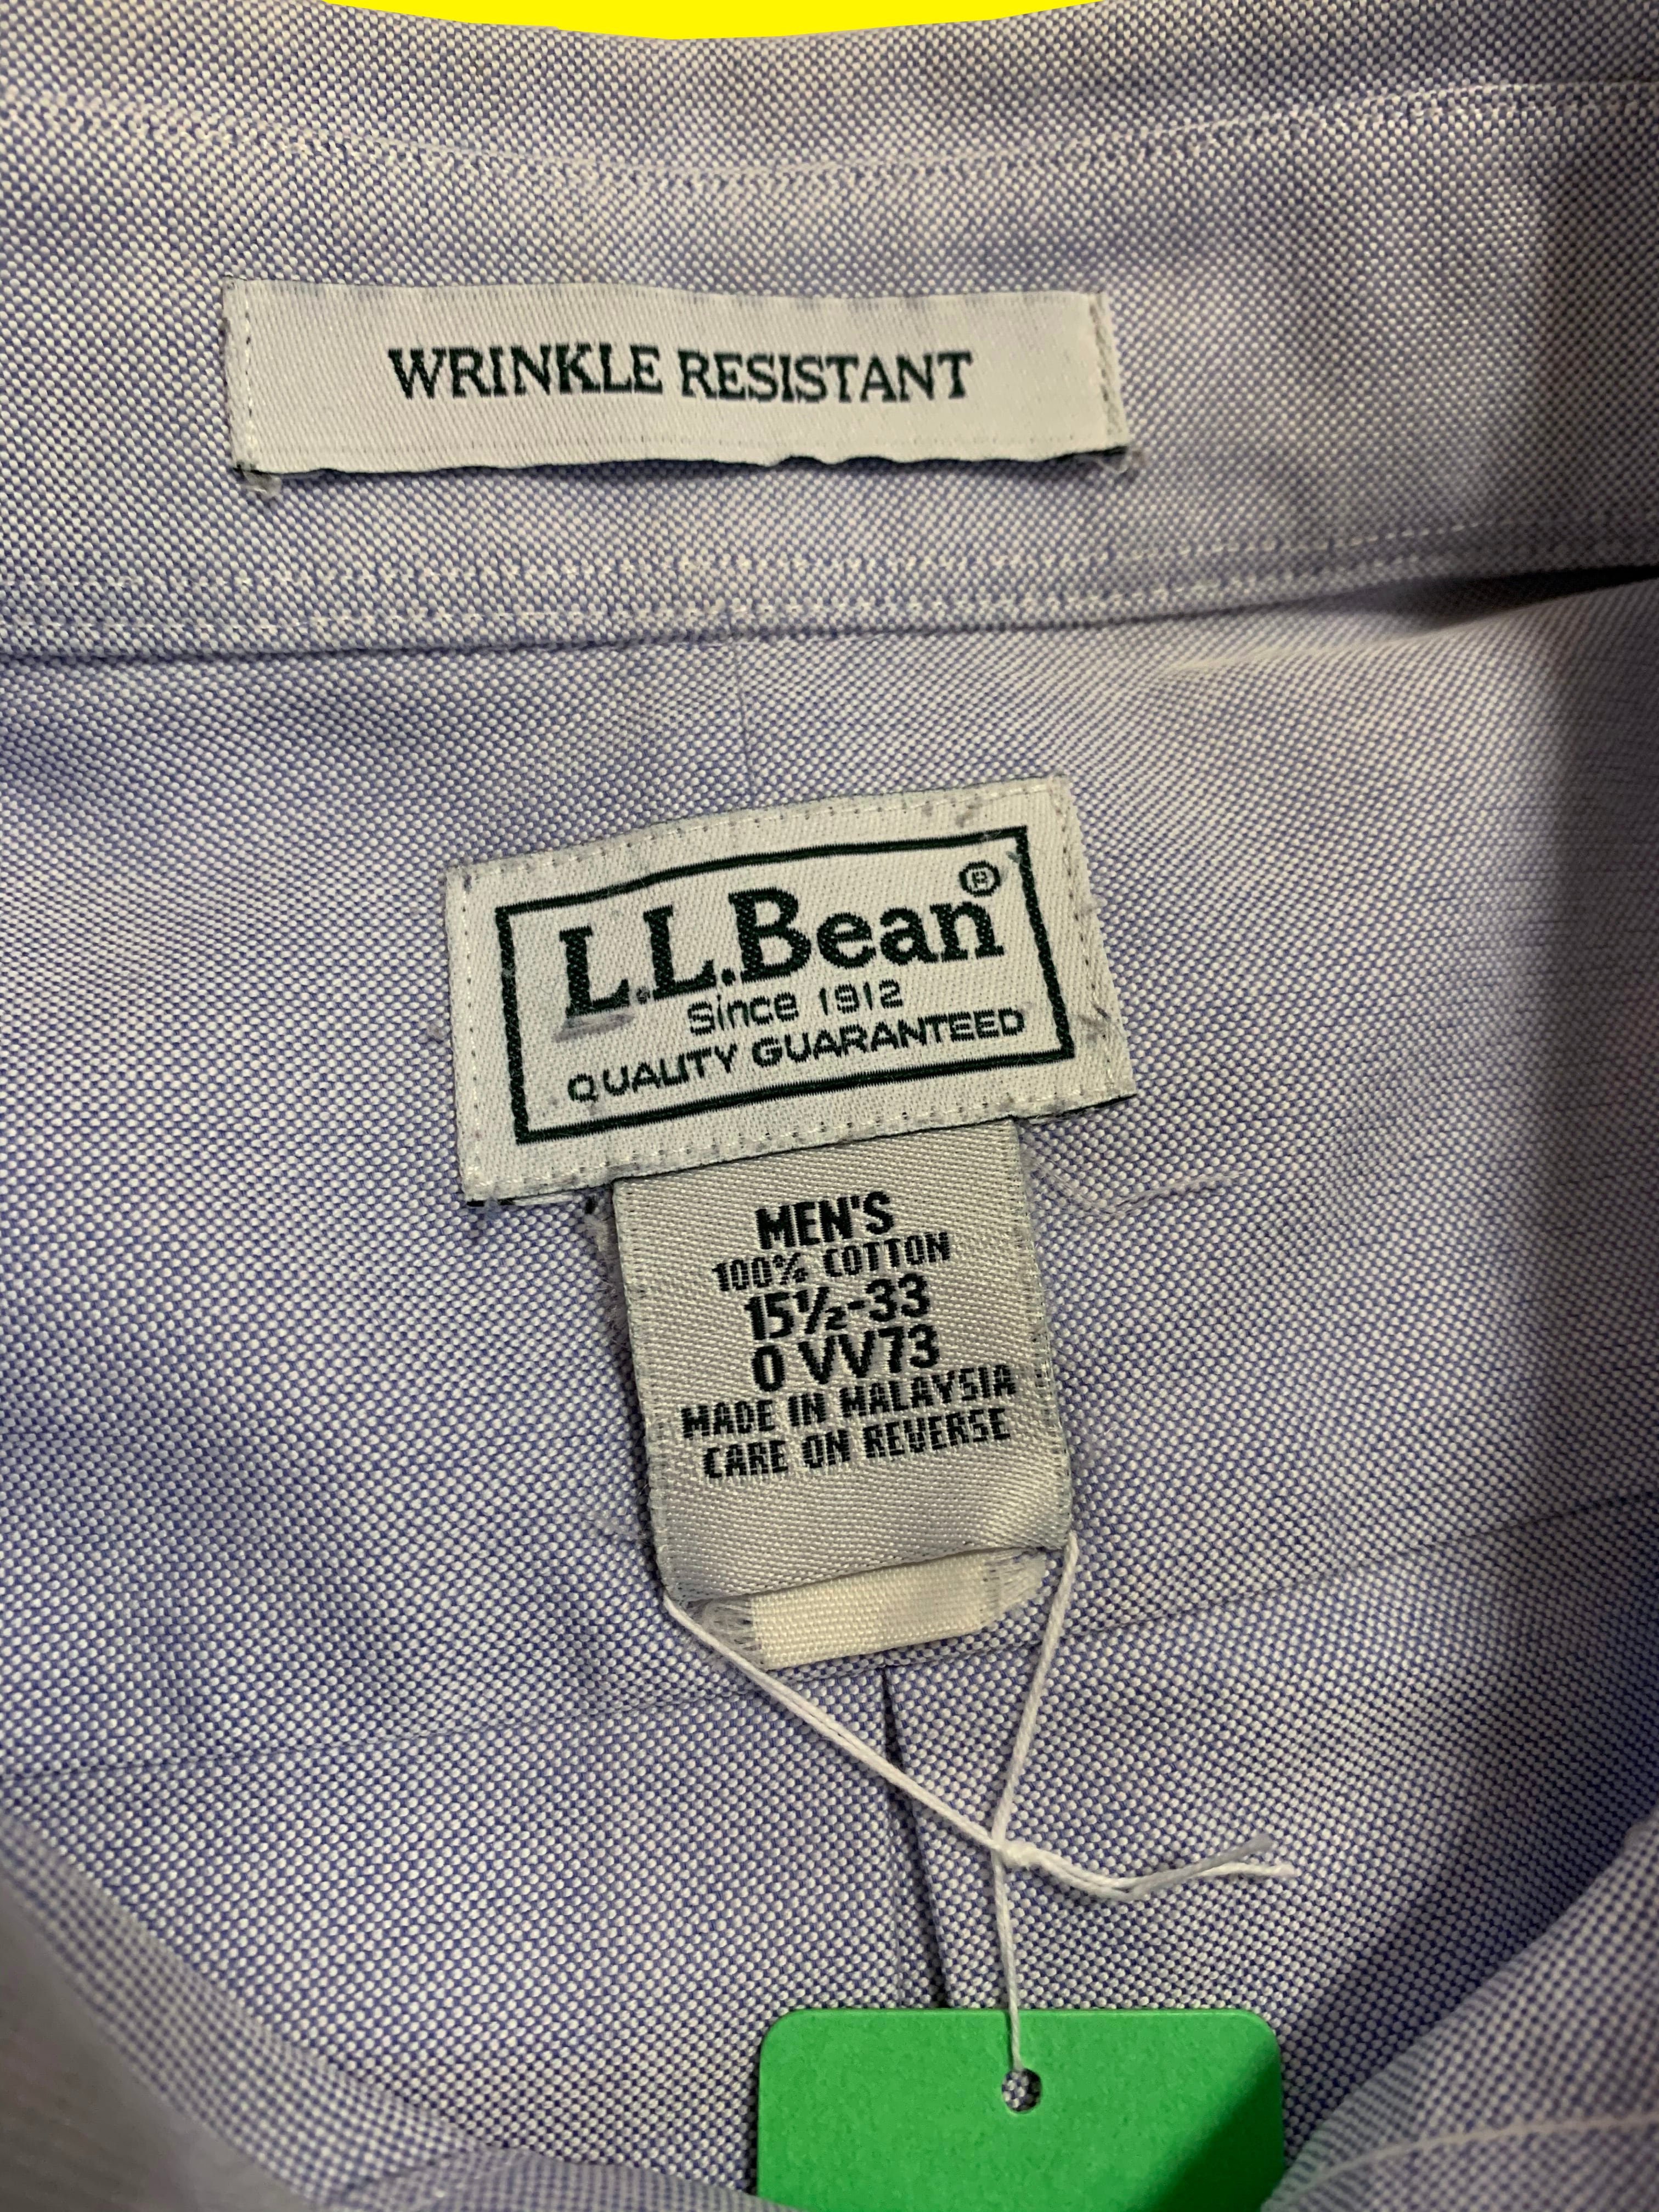 WRINKLE RESISTANT
L.L.Bean®
Since 1912
QUALITY GUARANTEED
MEN'S
100% COTTON
15½-33
0 VV73
MADE IN MALAYSIA
CARE ON REVERSE